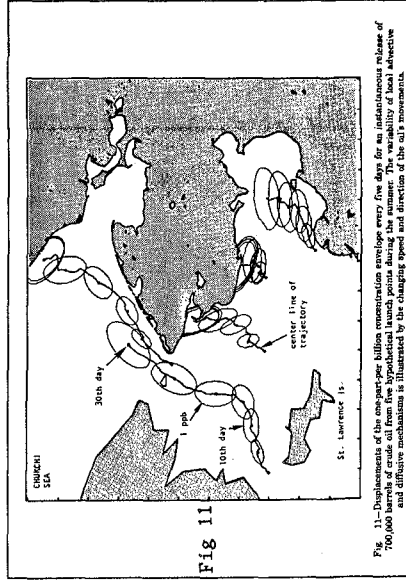 Fig 11
CHUKCHI
SEA
30th day
1 ppb
10th day
center line of
trajectory
St. Lawrence Is.
Fig. 11—Displacements of the one-part-per billion concentration envelope every five days for an instantaneous release of
700,000 barrels of crude oil from five hypothetical launch points during the summer. The variability of local advective
and diffusive mechanisms is illustrated by the changing speed and direction of the oil's movements.